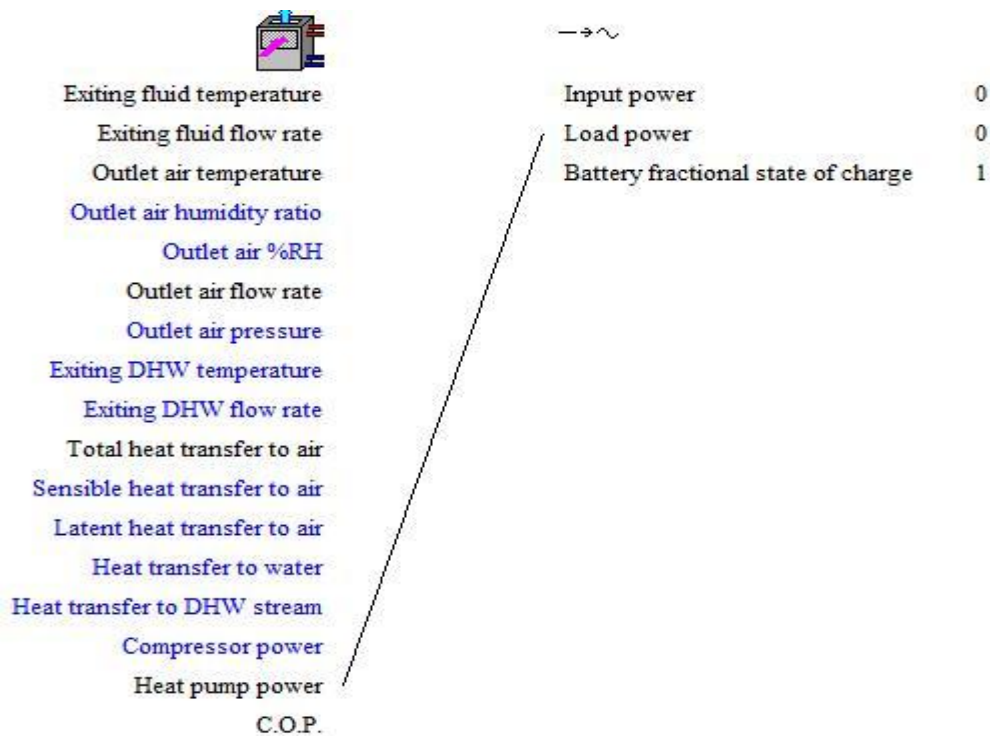 Exiting fluid temperature
Exiting fluid flow rate
Outlet air temperature
Outlet air humidity ratio
Outlet air %RH
Outlet air flow rate
Outlet air pressure
Exiting DHW temperature
Exiting DHW flow rate
Total heat transfer to air
Sensible heat transfer to air
Latent heat transfer to air
Heat transfer to water
Heat transfer to DHW stream
Compressor power
Heat pump power
C.O.P.
Input power 0
Load power 0
Battery fractional state of charge 1